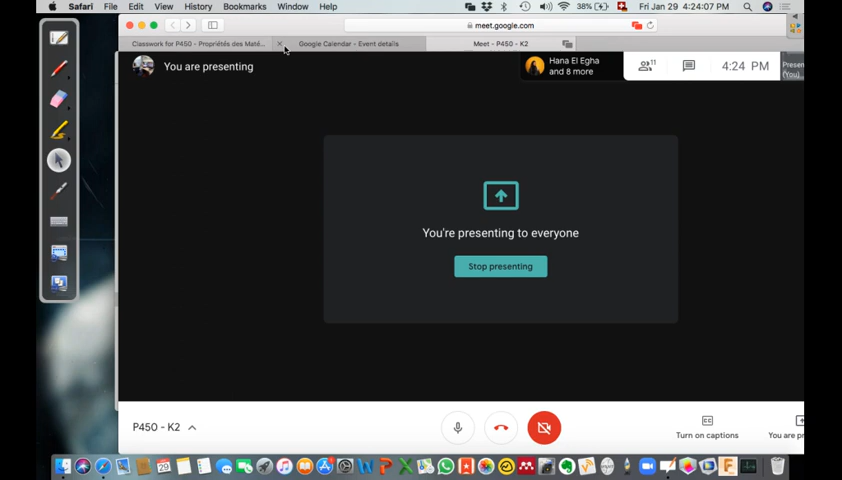 Safari File Edit View History Bookmarks Window Help 38% Fri Jan 29 4:24:07 PM
meet.google.com
Classwork for P450 - Propriétés des Maté... Google Calendar - Event details Meet - P450 - K2
You are presenting
Hana El Egha
and 8 more
11
4:24 PM
Presen
(You)
You're presenting to everyone
Stop presenting
P450 - K2
Turn on captions
You are pr